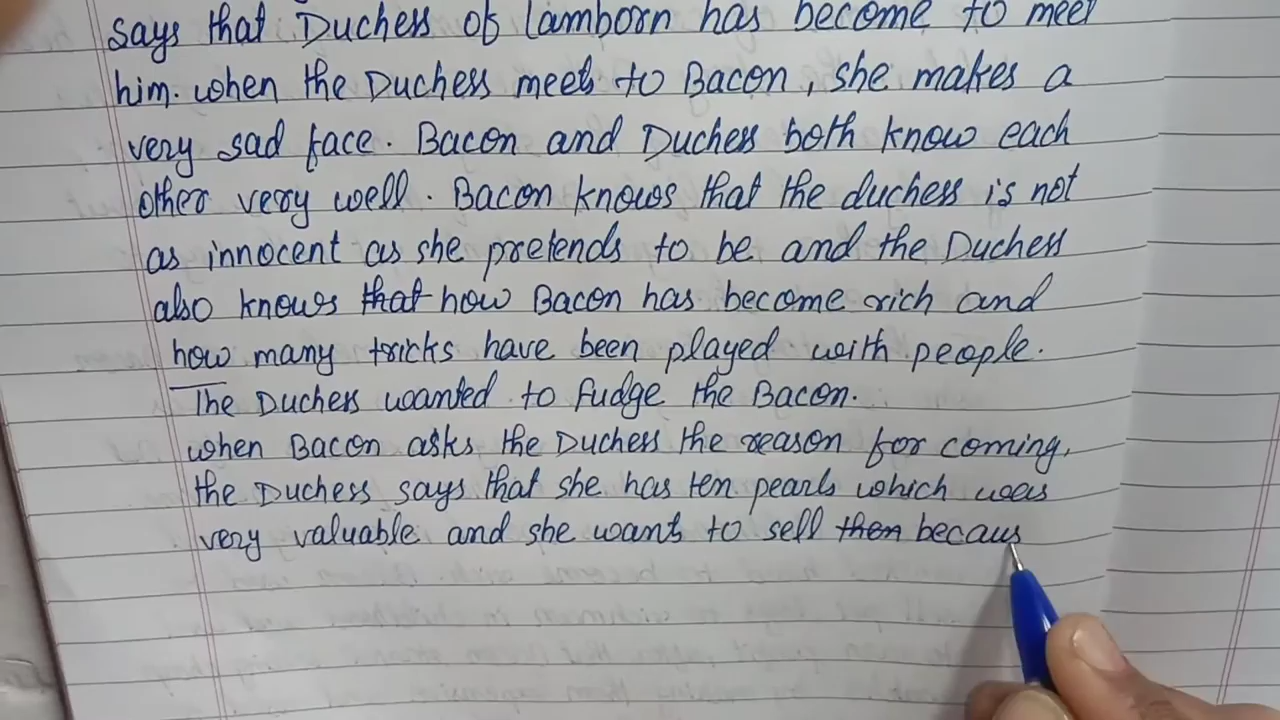 says that Duchess of Lamborn has become to meet
him. when the Duchess meets to Bacon, she makes a
very sad face. Bacon and Duchess both know each
other very well. Bacon knows that the duchess is not
as innocent as she pretends to be and the Duchess
also knows that how Bacon has become rich and
how many tricks have been played with people.
The Duchess wanted to fudge the Bacon.
when Bacon asks the Duchess the reason for coming,
the Duchess says that she has ten pearls which was
very valuable and she wants to sell then becaus